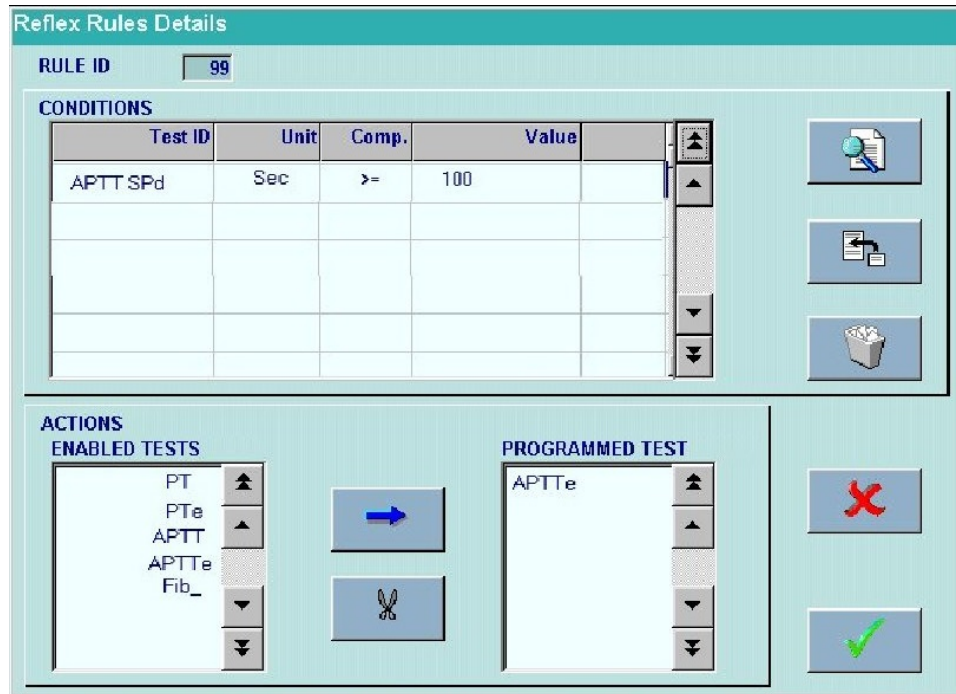 Reflex Rules Details
RULE ID 99
CONDITIONS
Test ID Unit Comp. Value
APTT SPd Sec >= 100
ACTIONS
ENABLED TESTS
PT
PTe
APTT
APTTe
Fib_
PROGRAMMED TEST
APTTe